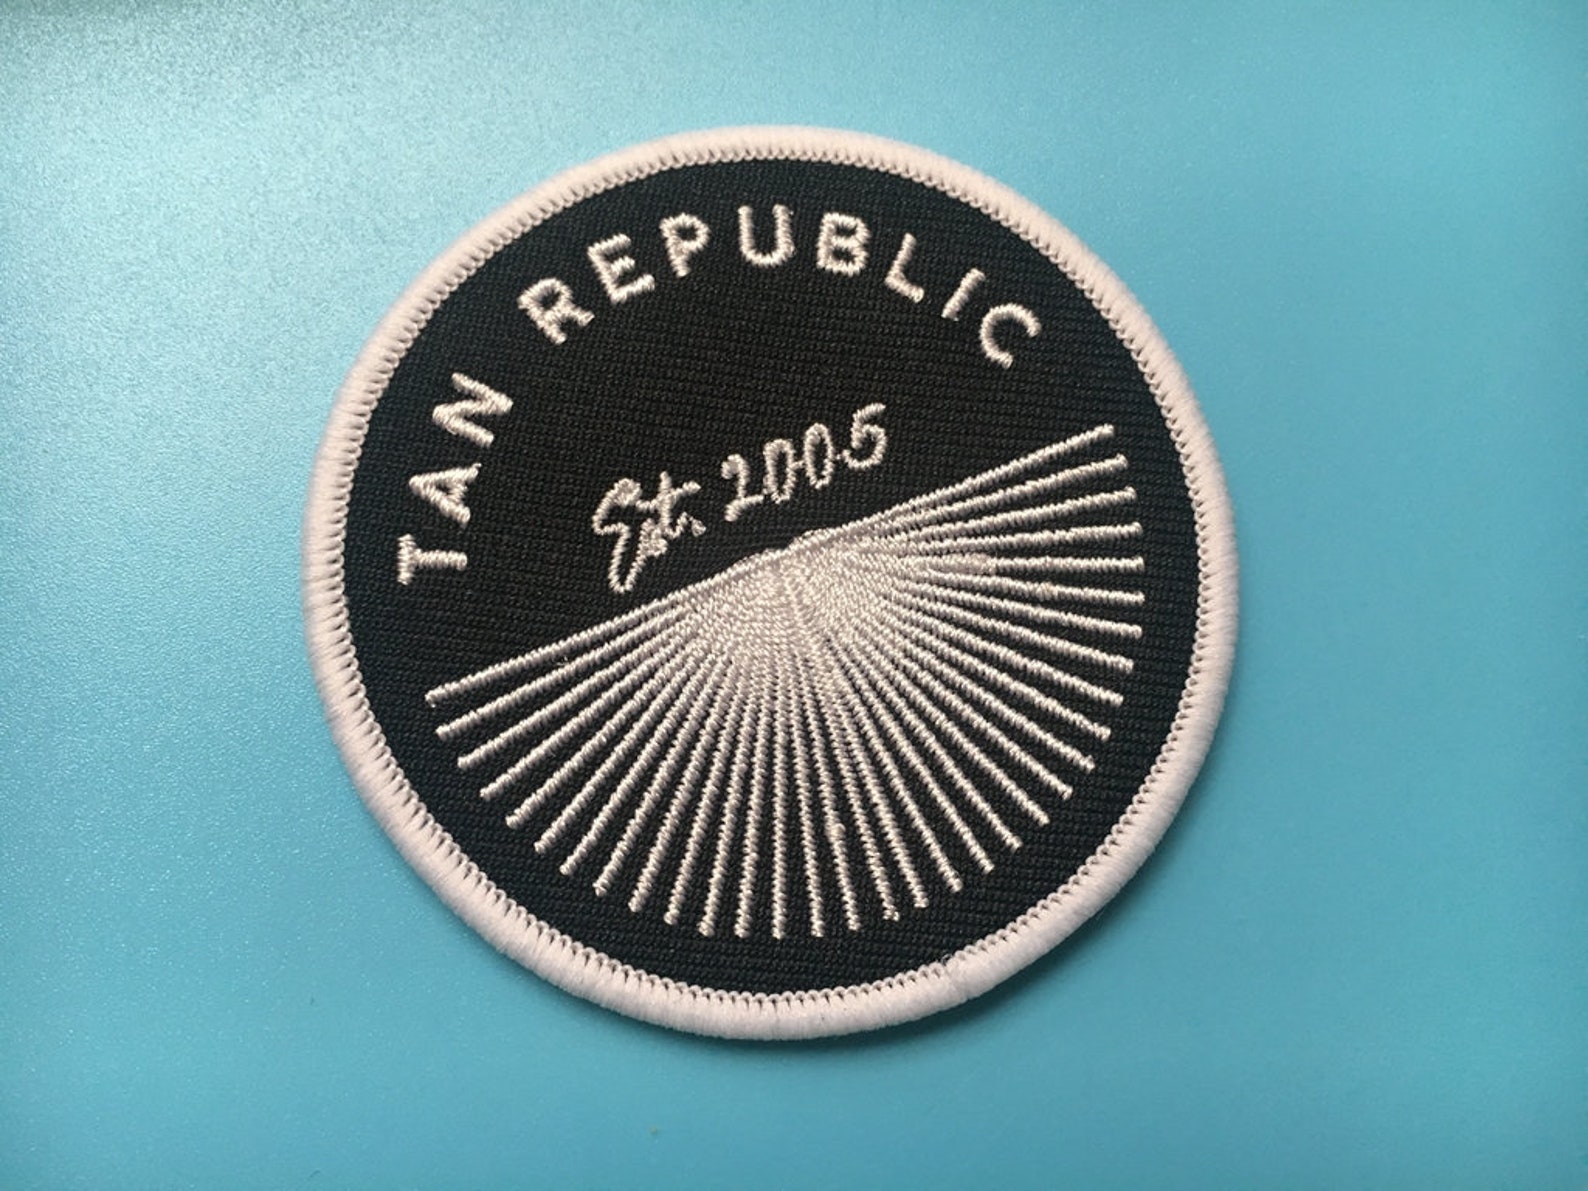 TAN REPUBLIC
Est. 2005